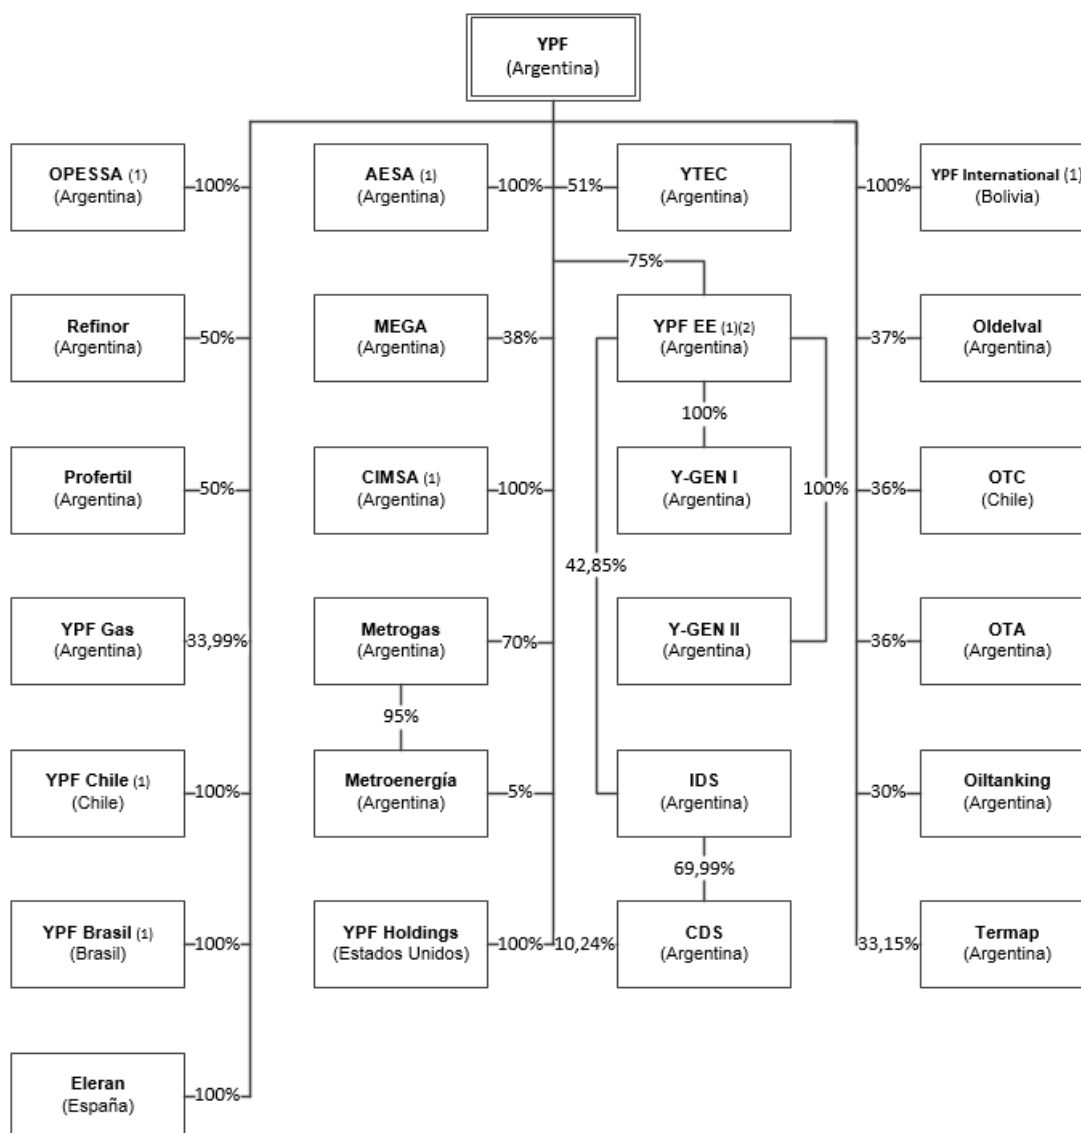 YPF
(Argentina)
OPESSA (1)
(Argentina)
100%
AESA (1)
(Argentina)
100%
51%
YTEC
(Argentina)
100%
YPF International (1)
(Bolivia)
75%
Refinor
(Argentina)
50%
MEGA
(Argentina)
38%
YPF EE (1)(2)
(Argentina)
37%
Oldelval
(Argentina)
100%
Profertil
(Argentina)
50%
CIMSA (1)
(Argentina)
100%
Y-GEN I
(Argentina)
100%
36%
OTC
(Chile)
42,85%
YPF Gas
(Argentina)
33,99%
Metrogas
(Argentina)
70%
Y-GEN II
(Argentina)
36%
OTA
(Argentina)
95%
YPF Chile (1)
(Chile)
100%
Metroenergía
(Argentina)
5%
IDS
(Argentina)
30%
Oiltanking
(Argentina)
69,99%
YPF Brasil (1)
(Brasil)
100%
YPF Holdings
(Estados Unidos)
100%
10,24%
CDS
(Argentina)
33,15%
Termap
(Argentina)
Eleran
(España)
100%